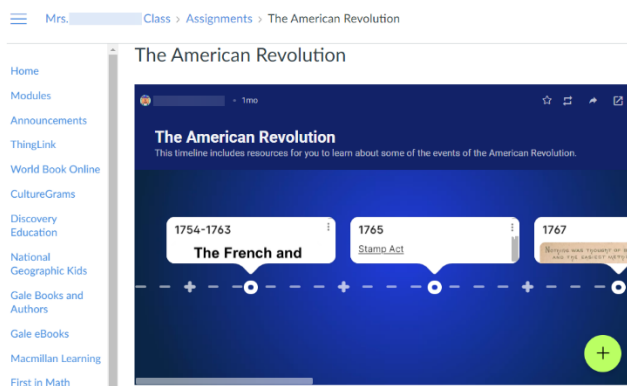 Mrs. Class > Assignments > The American Revolution
The American Revolution
Home
Modules
Announcements
ThingLink
World Book Online
CultureGrams
Discovery
Education
National
Geographic Kids
Gale Books and
Authors
Gale eBooks
Macmillan Learning
First in Math
1mo
The American Revolution
This timeline includes resources for you to learn about some of the events of the American Revolution.
1754-1763
The French and
1765
Stamp Act
1767